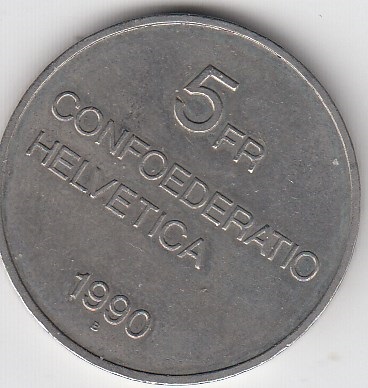 5 FR
CONFOEDERATIO
HELVETICA
1990
B